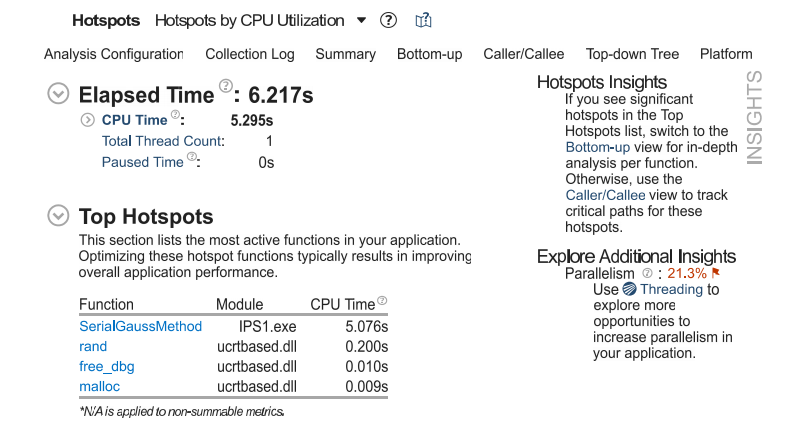 Hotspots Hotspots by CPU Utilization ?
Analysis Configuration Collection Log Summary Bottom-up Caller/Callee Top-down Tree Platform
Elapsed Time ?: 6.217s
CPU Time ?: 5.295s
Total Thread Count: 1
Paused Time ?: 0s
Top Hotspots
This section lists the most active functions in your application.
Optimizing these hotspot functions typically results in improving
overall application performance.
Function Module CPU Time ?
SerialGaussMethod IPS1.exe 5.076s
rand ucrtbased.dll 0.200s
free_dbg ucrtbased.dll 0.010s
malloc ucrtbased.dll 0.009s
*N/A is applied to non-summable metrics.
Hotspots Insights
If you see significant
hotspots in the Top
Hotspots list, switch to the
Bottom-up view for in-depth
analysis per function.
Otherwise, use the
Caller/Callee view to track
critical paths for these
hotspots.
Explore Additional Insights
Parallelism ? : 21.3%
Use Threading to
explore more
opportunities to
increase parallelism in
your application.
INSIGHTS